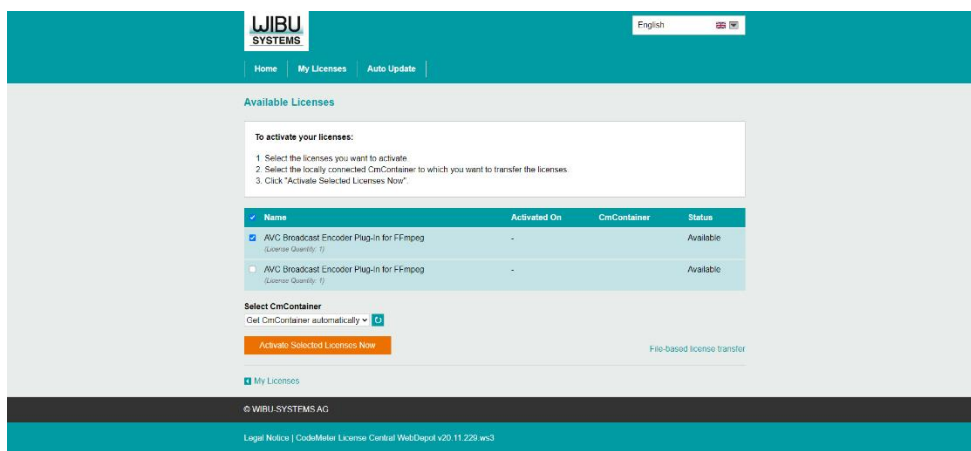 WIBU
SYSTEMS
English
Home My Licenses Auto Update
Available Licenses
To activate your licenses:
1. Select the licenses you want to activate.
2. Select the locally connected CmContainer to which you want to transfer the licenses.
3. Click "Activate Selected Licenses Now".
Name Activated On CmContainer Status
AVC Broadcast Encoder Plug-In for FFmpeg - Available
(License Quantity: 1)
AVC Broadcast Encoder Plug-In for FFmpeg - Available
(License Quantity: 1)
Select CmContainer
Get CmContainer automatically
Activate Selected Licenses Now
File-based license transfer
My Licenses
© WIBU-SYSTEMS AG
Legal Notice | CodeMeter License Central WebDepot v20.11.229.ws3